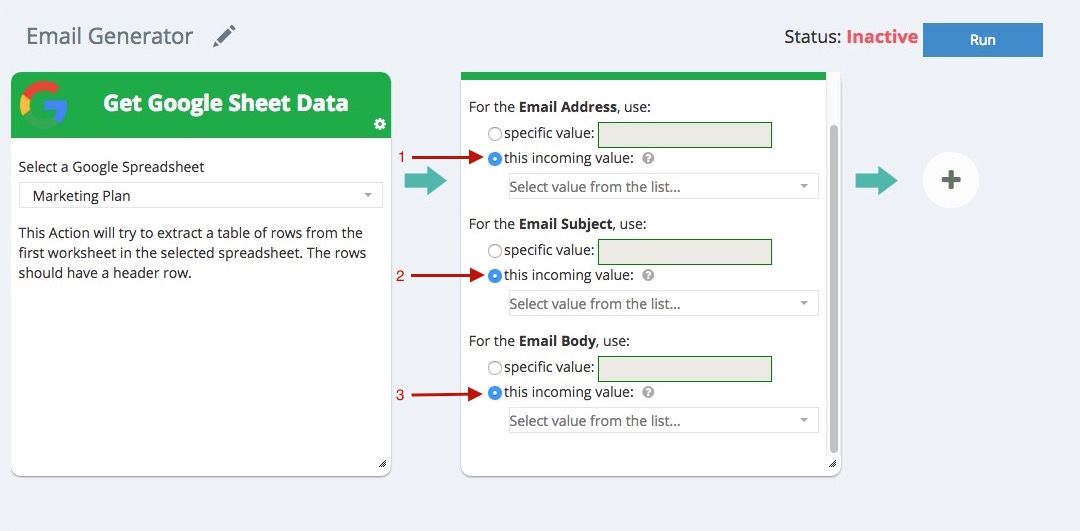 Email Generator
Status: Inactive
Run
Get Google Sheet Data
Select a Google Spreadsheet
Marketing Plan
This Action will try to extract a table of rows from the
first worksheet in the selected spreadsheet. The rows
should have a header row.
For the Email Address, use:
specific value:
1
this incoming value: ?
Select value from the list...
For the Email Subject, use:
specific value:
2
this incoming value: ?
Select value from the list...
For the Email Body, use:
specific value:
3
this incoming value: ?
Select value from the list...